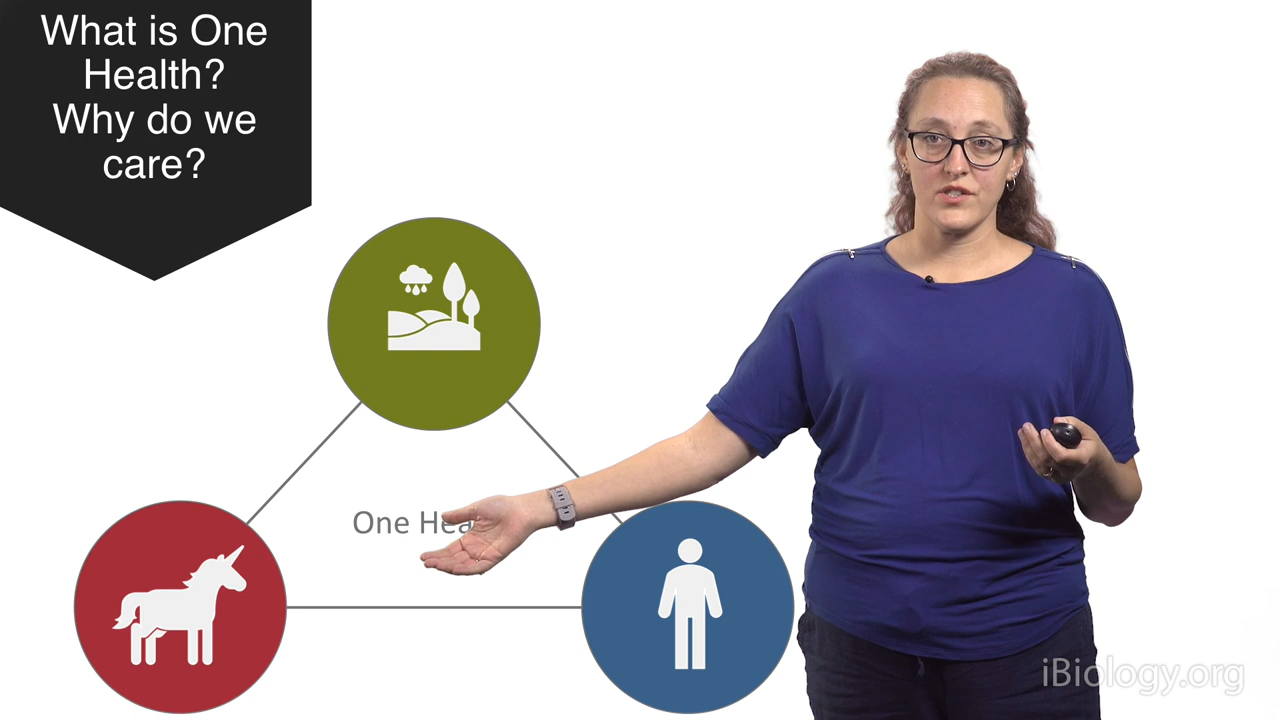 What is One
Health?
Why do we
care?
One Hea
iBiology.org